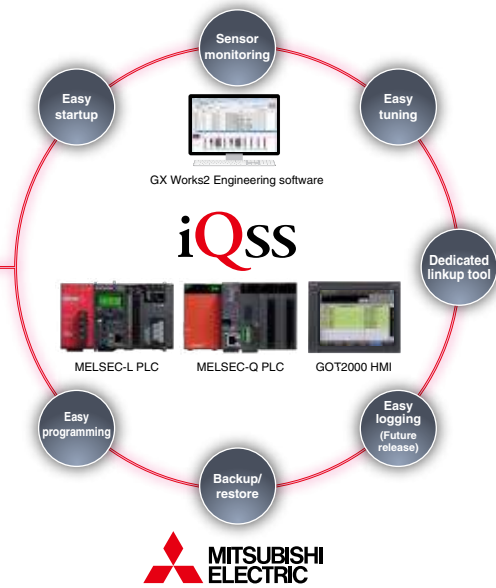 Sensor
monitoring
Easy
startup
Easy
tuning
GX Works2 Engineering software
iQss
Dedicated
linkup tool
MELSEC-L PLC
MELSEC-Q PLC
GOT2000 HMI
Easy
programming
Easy
logging
(Future
release)
Backup/
restore
MITSUBISHI
ELECTRIC